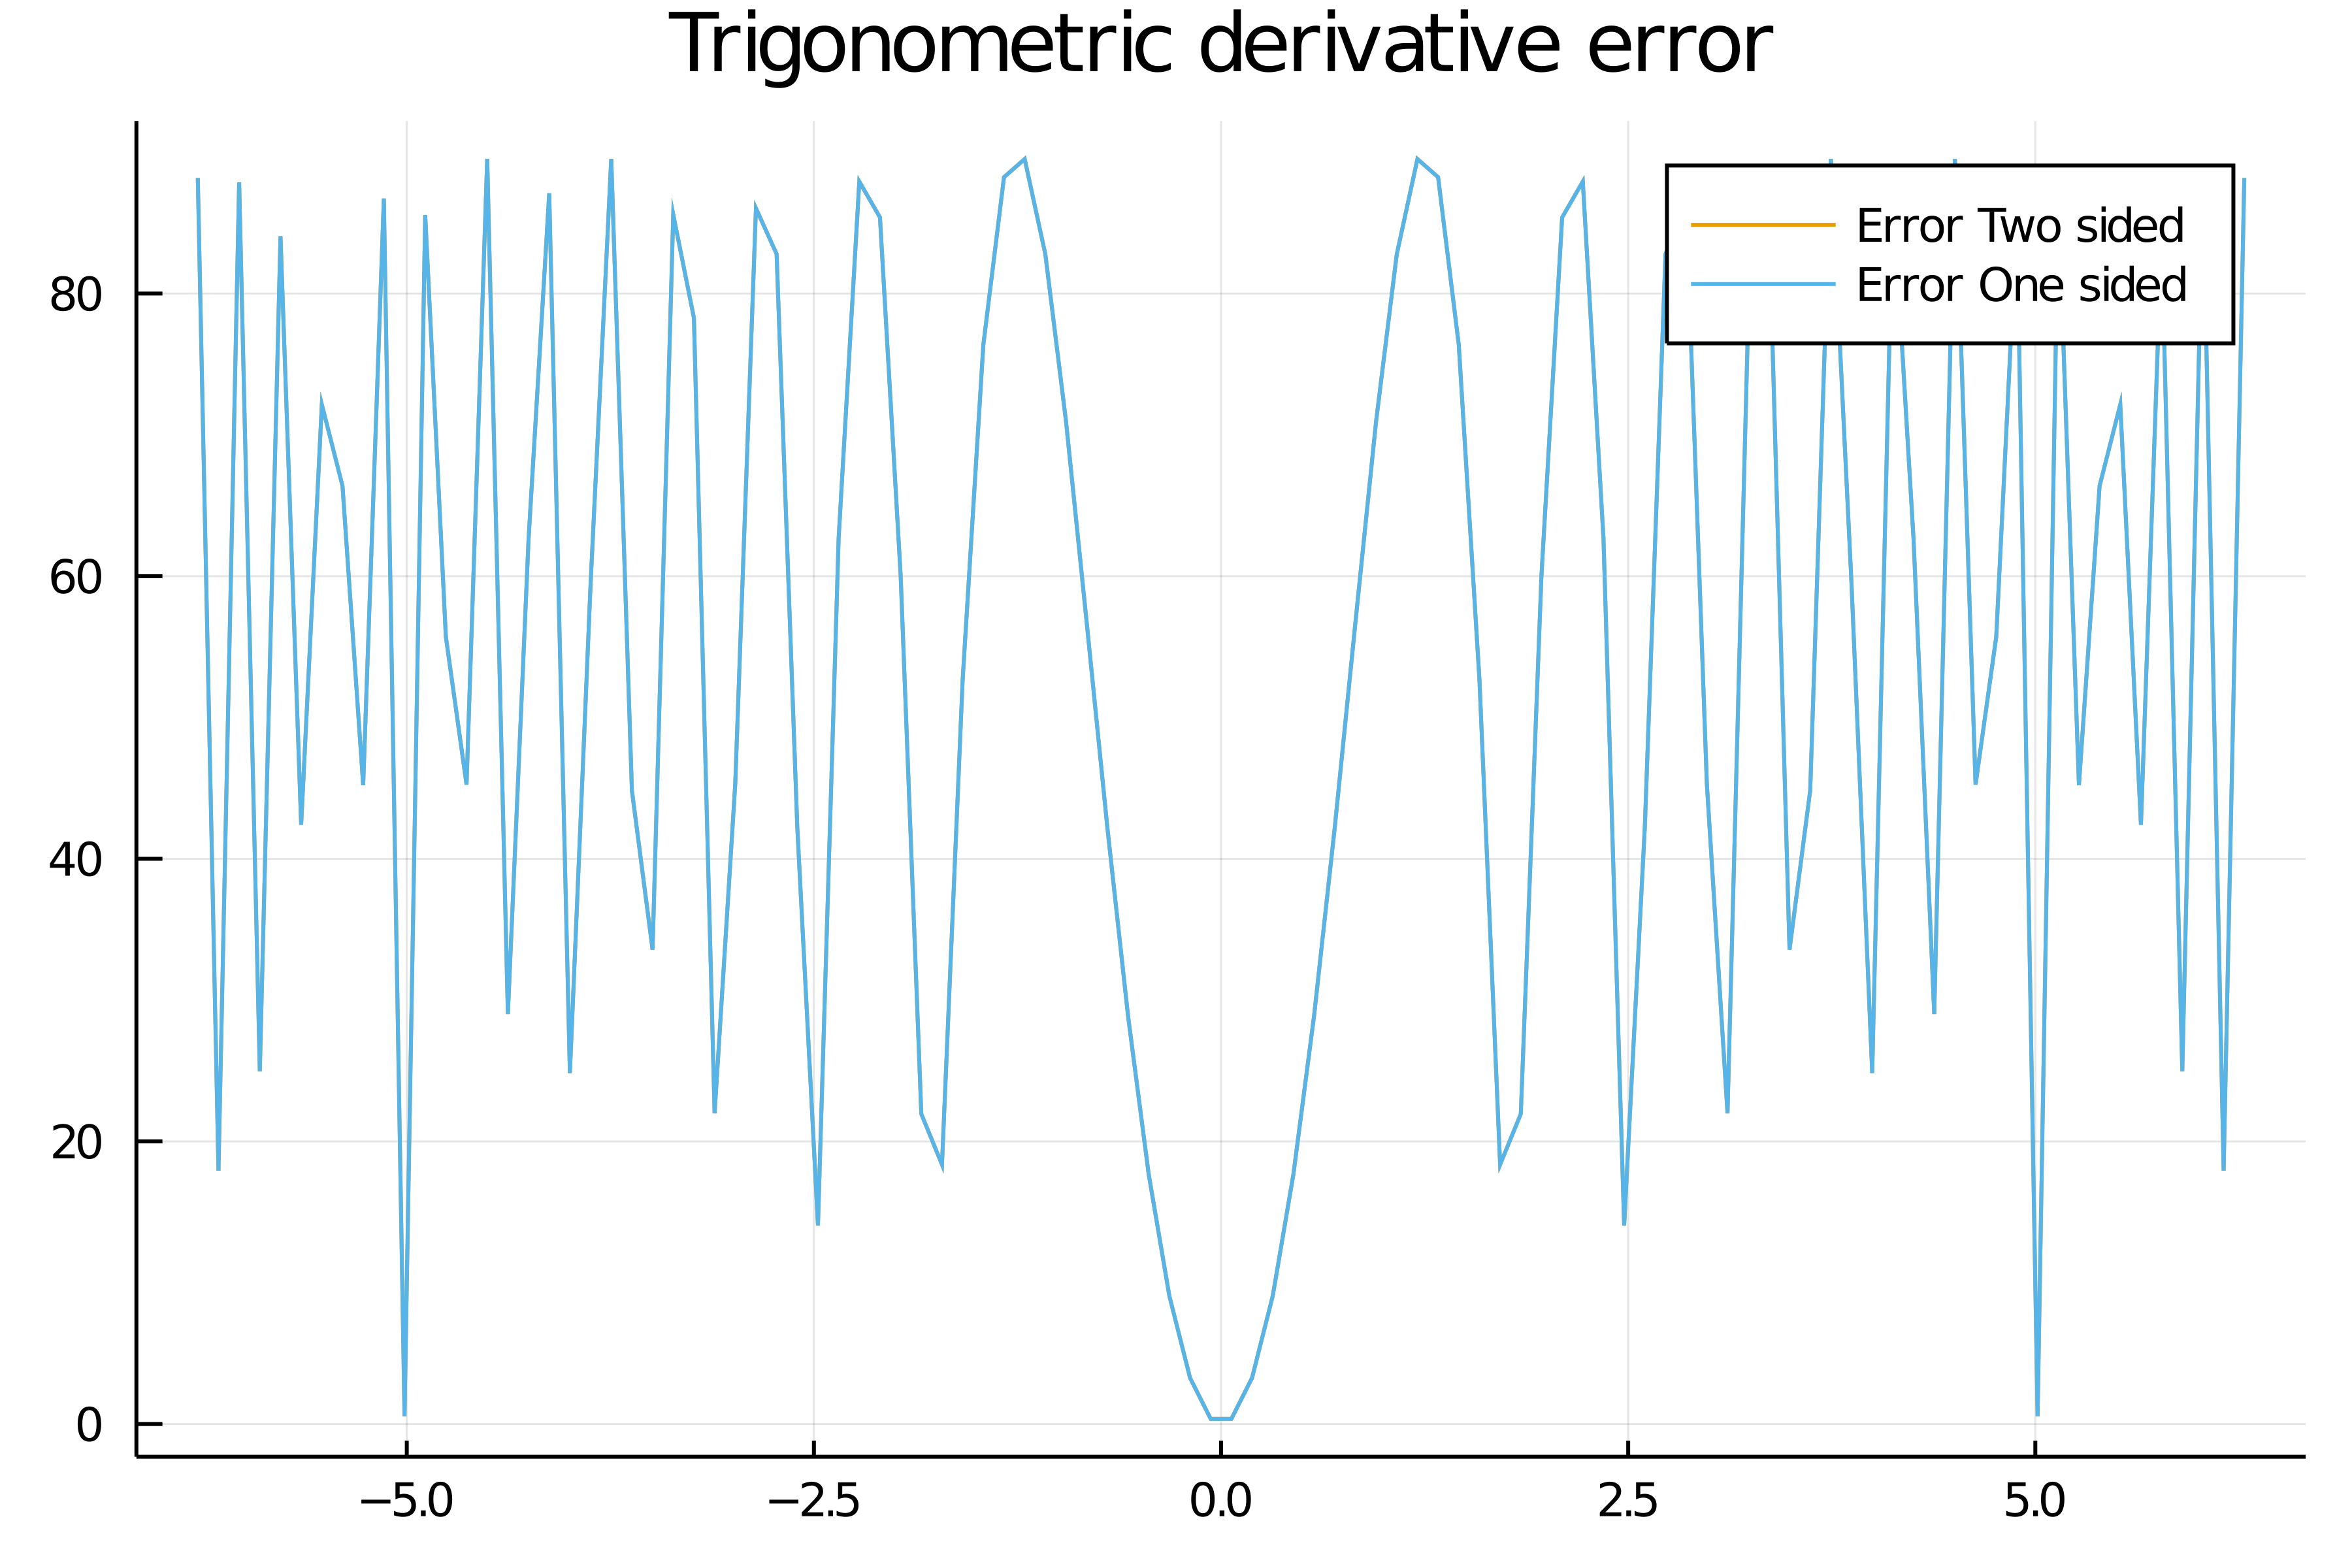 Trigonometric derivative error
Error Two sided
Error One sided
80
60
40
20
0
−5.0 −2.5 0.0 2.5 5.0